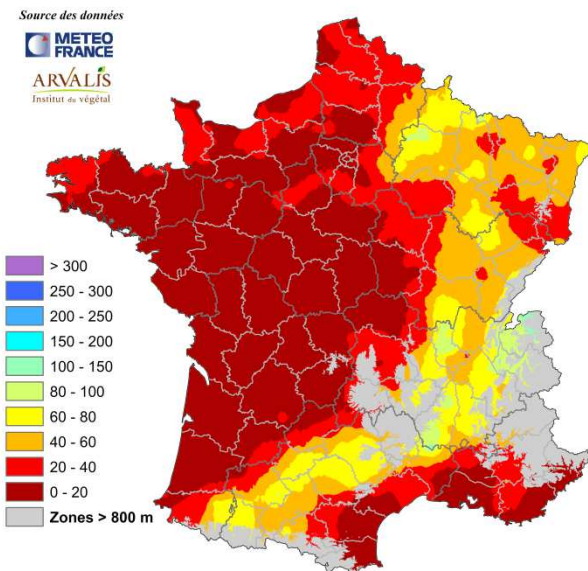 Source des données
METEO
FRANCE
ARVALIS
Institut du végétal
> 300
250 - 300
200 - 250
150 - 200
100 - 150
80 - 100
60 - 80
40 - 60
20 - 40
0 - 20
Zones > 800 m